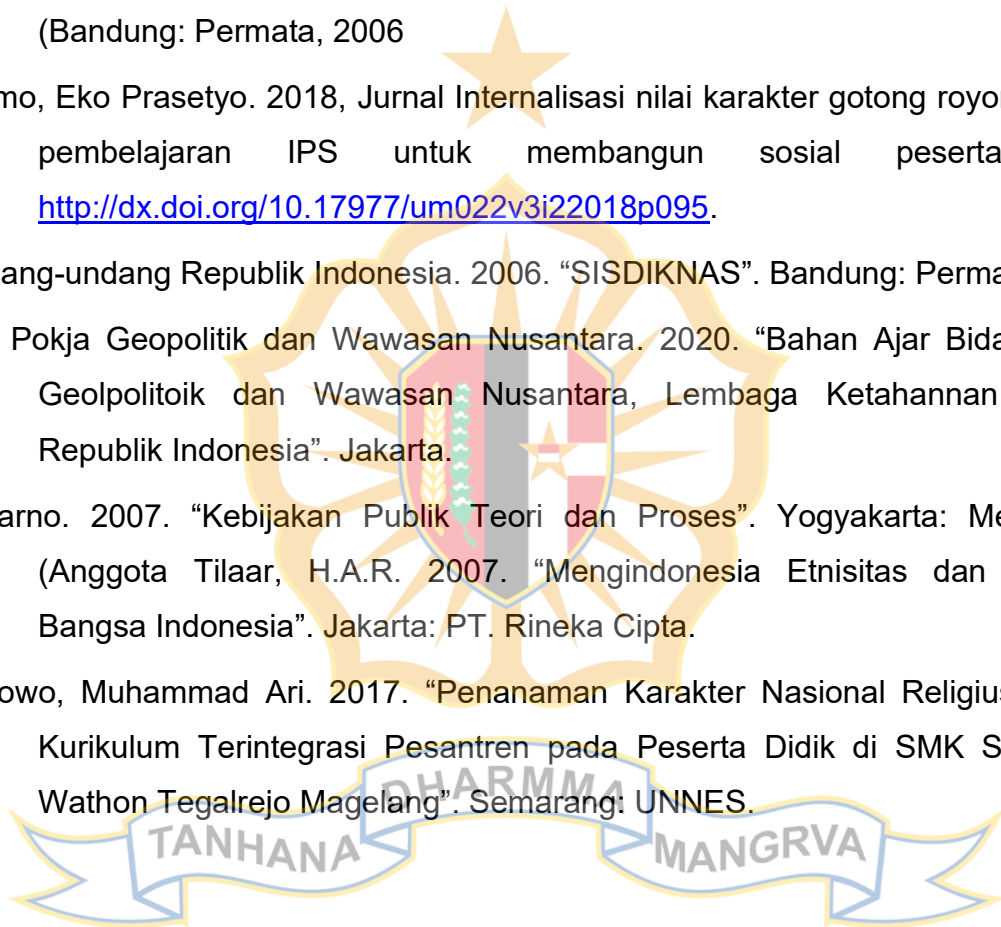 (Bandung: Permata, 2006
mo, Eko Prasetyo. 2018, Jurnal Internalisasi nilai karakter gotong royon
pembelajaran IPS untuk membangun sosial peserta
http://dx.doi.org/10.17977/um022v3i22018p095.
ang-undang Republik Indonesia. 2006. “SISDIKNAS”. Bandung: Perma
Pokja Geopolitik dan Wawasan Nusantara. 2020. “Bahan Ajar Bida
Geolpolitoik dan Wawasan Nusantara, Lembaga Ketahannan
Republik Indonesia”. Jakarta.
arno. 2007. “Kebijakan Publik Teori dan Proses”. Yogyakarta: Me
(Anggota Tilaar, H.A.R. 2007. “Mengindonesia Etnisitas dan
Bangsa Indonesia”. Jakarta: PT. Rineka Cipta.
owo, Muhammad Ari. 2017. “Penanaman Karakter Nasional Religius
Kurikulum Terintegrasi Pesantren pada Peserta Didik di SMK S
Wathon Tegalrejo Magelang”. Semarang: UNNES.
TANHANA DHARMMA MANGRVA